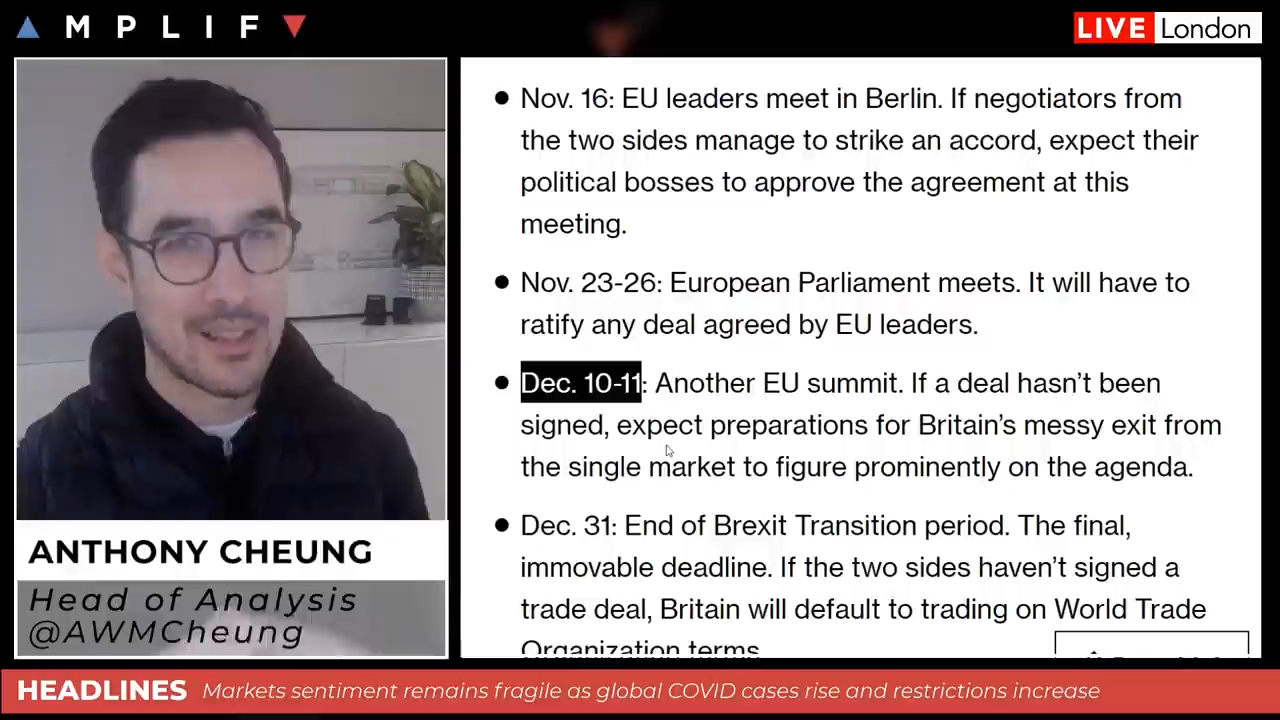 ▲ M P L I F ▼
LIVE London
Nov. 16: EU leaders meet in Berlin. If negotiators from
the two sides manage to strike an accord, expect their
political bosses to approve the agreement at this
meeting.
Nov. 23-26: European Parliament meets. It will have to
ratify any deal agreed by EU leaders.
Dec. 10-11: Another EU summit. If a deal hasn't been
signed, expect preparations for Britain's messy exit from
the single market to figure prominently on the agenda.
Dec. 31: End of Brexit Transition period. The final,
immovable deadline. If the two sides haven't signed a
trade deal, Britain will default to trading on World Trade
Organization terms
ANTHONY CHEUNG
Head of Analysis
@AWMCheung
HEADLINES Markets sentiment remains fragile as global COVID cases rise and restrictions increase